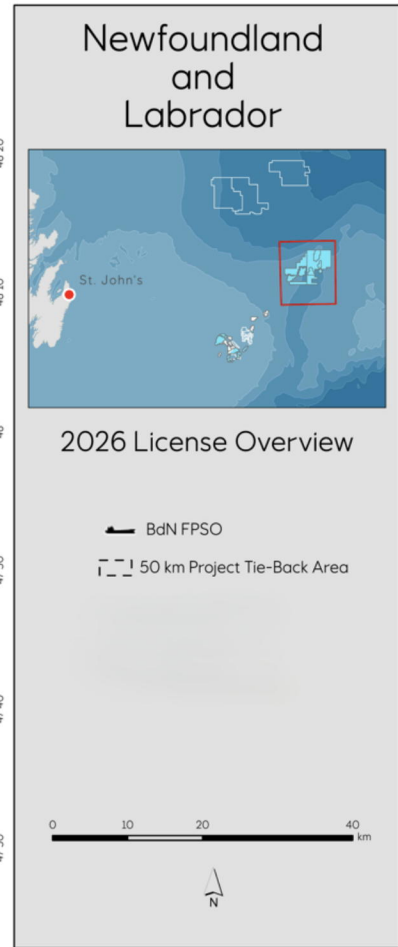 Newfoundland
and
Labrador
St. John's
2026 License Overview
BdN FPSO
50 km Project Tie-Back Area
0 10 20 40
km
N